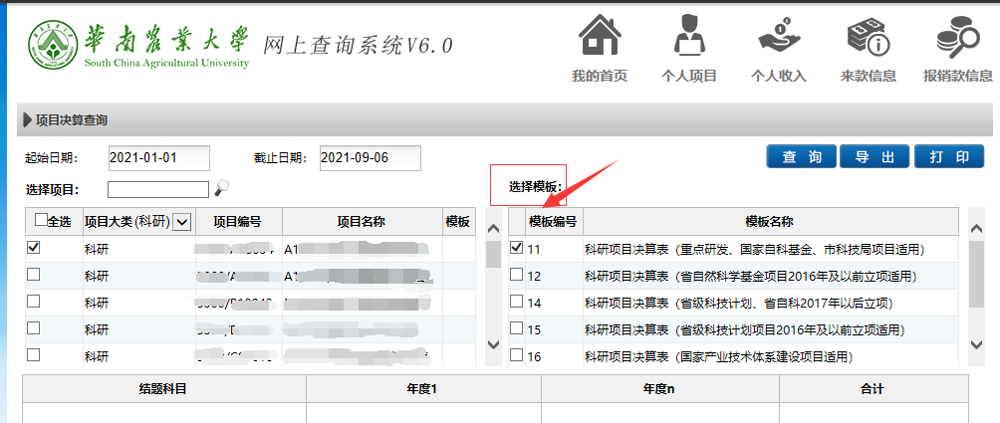 華南農業大學 网上查询系统V6.0
South China Agricultural University
我的首页 个人项目 个人收入 来款信息 报销款信息
项目决算查询
起始日期： 2021-01-01 截止日期： 2021-09-06 查 询 导 出 打 印
选择项目： 选择模板：
全选 项目大类(科研) 项目编号 项目名称 模板 模板编号 模板名称
科研 A1 11 科研项目决算表（重点研发、国家自科基金、市科技局项目适用）
科研 A1 12 科研项目决算表（省自然科学基金项目2016年及以前立项适用）
科研 14 科研项目决算表（省级科技计划、省自科2017年以后立项）
科研 15 科研项目决算表（省级科技计划项目2016年及以前立项适用）
科研 16 科研项目决算表（国家产业技术体系建设项目适用）
结题科目 年度1 年度n 合计